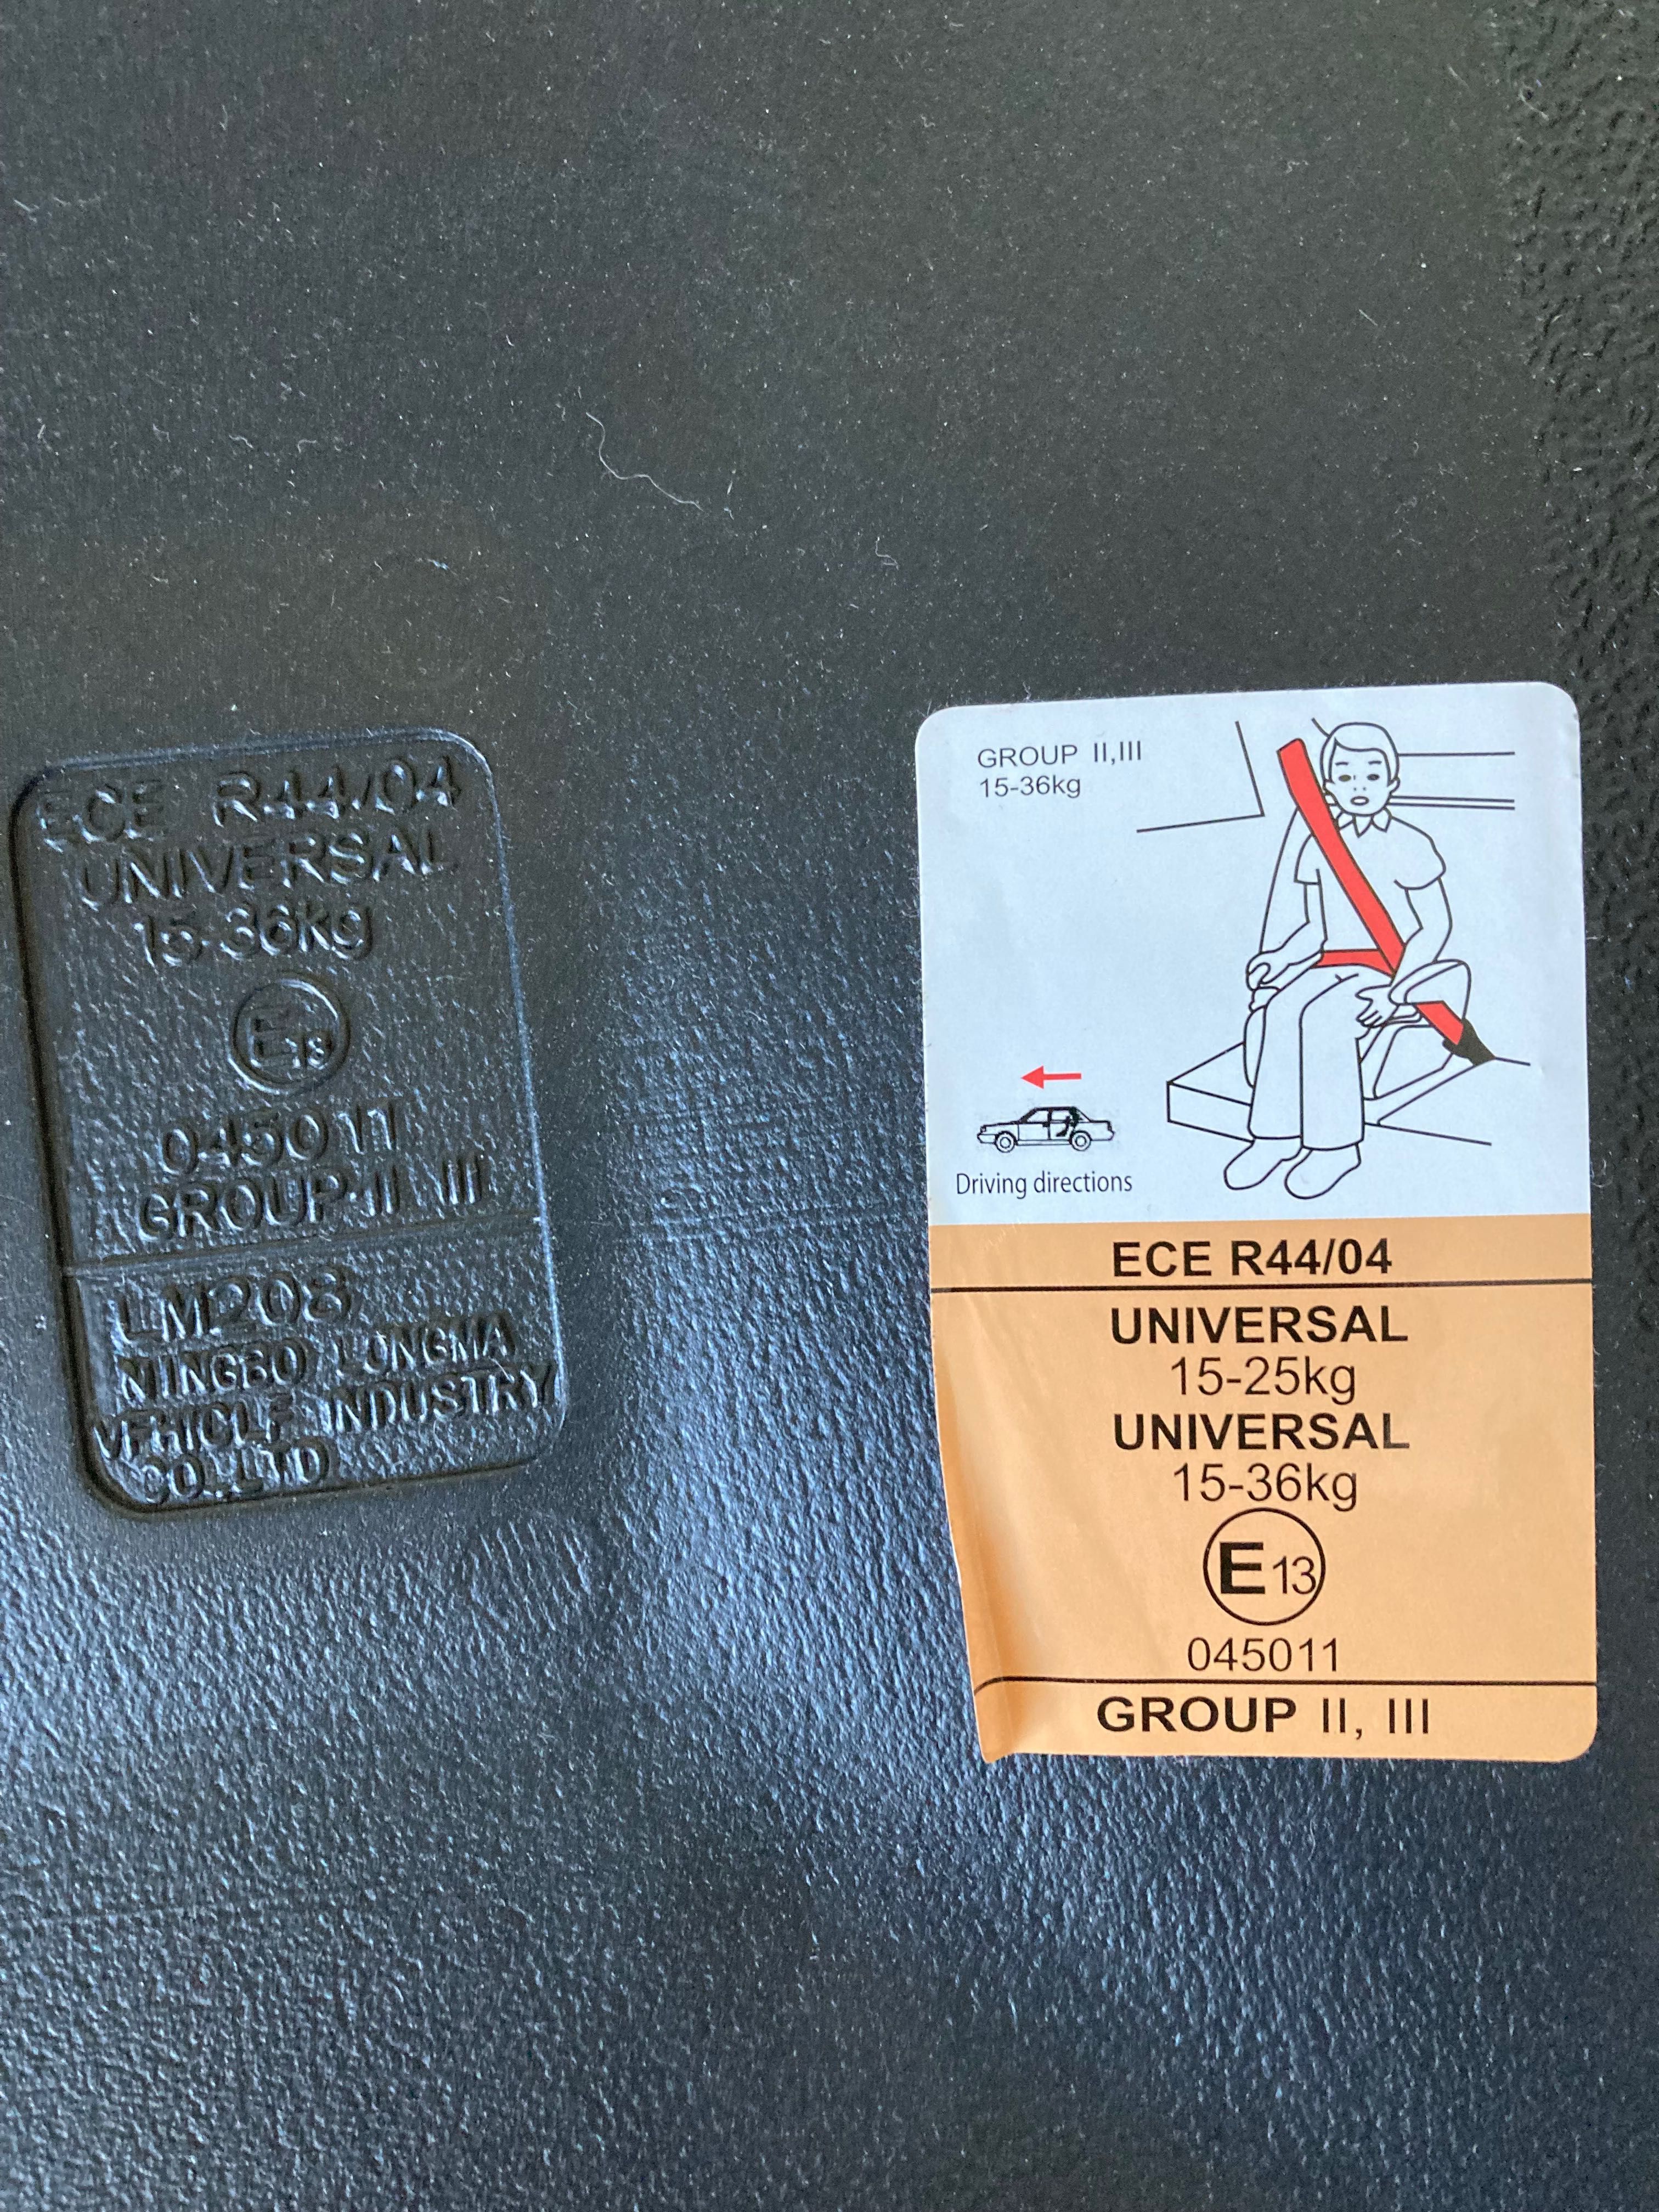 ECE R44/04
UNIVERSAL
15-36kg
E13
045011
GROUP II III
LM208
NINGBO LONGMA
VEHICLE INDUSTRY
CO.,LTD
GROUP II,III
15-36kg
Driving directions
ECE R44/04
UNIVERSAL
15-25kg
UNIVERSAL
15-36kg
E13
045011
GROUP II, III